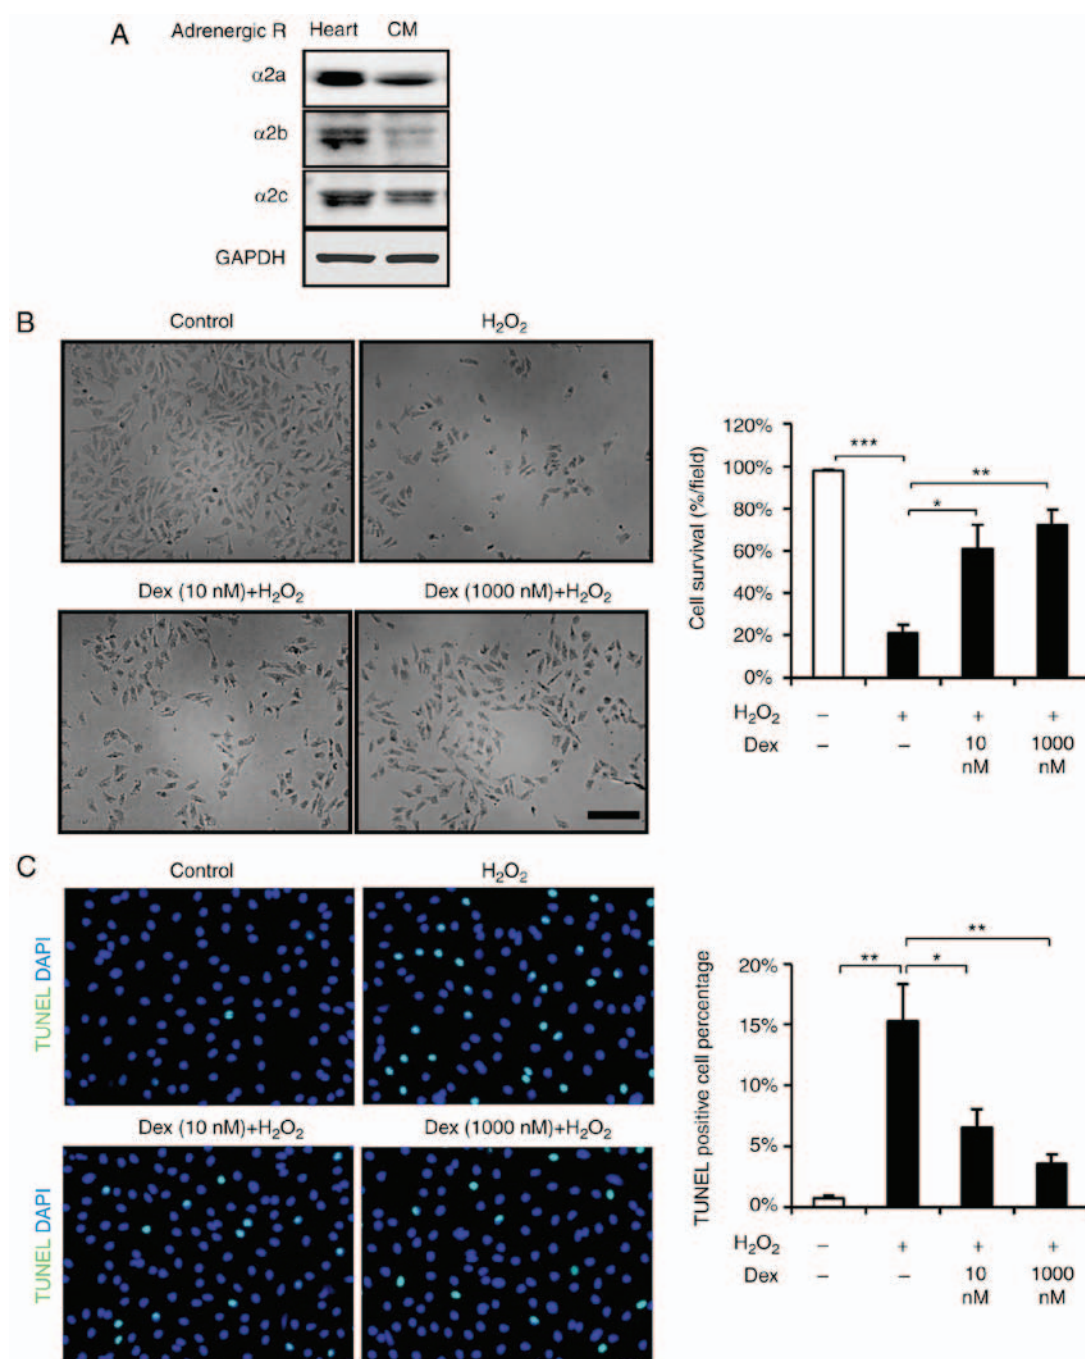 A
Adrenergic R Heart CM
α2a
α2b
α2c
GAPDH
B
Control H₂O₂
Dex (10 nM)+H₂O₂ Dex (1000 nM)+H₂O₂
120%
100%
80%
60%
40%
20%
0%
Cell survival (%/field)
***
**
*
H₂O₂ – + + +
Dex – – 10 1000
nM nM
C
Control H₂O₂
TUNEL DAPI
Dex (10 nM)+H₂O₂ Dex (1000 nM)+H₂O₂
TUNEL DAPI
20%
15%
10%
5%
0%
TUNEL positive cell percentage
**
** *
H₂O₂ – + + +
Dex – – 10 1000
nM nM